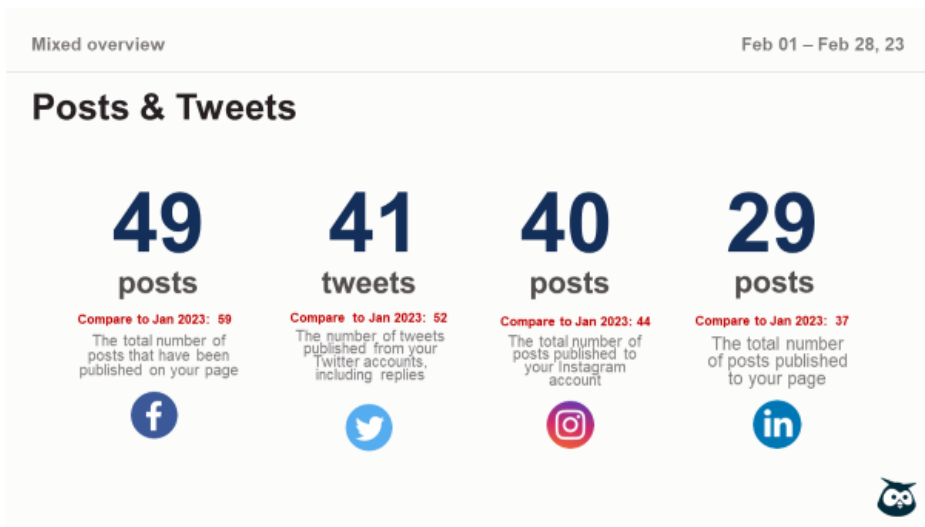 Mixed overview
Feb 01 – Feb 28, 23
Posts & Tweets
49
posts
Compare to Jan 2023: 59
The total number of
posts that have been
published on your page
f
41
tweets
Compare to Jan 2023: 52
The number of tweets
published from your
Twitter accounts,
including replies
40
posts
Compare to Jan 2023: 44
The total number of
posts published to
your Instagram
account
29
posts
Compare to Jan 2023: 37
The total number
of posts published
to your page
in